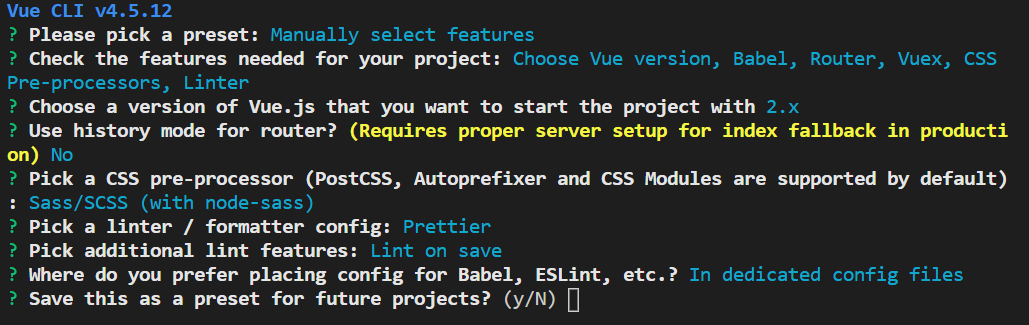 Vue CLI v4.5.12
? Please pick a preset: Manually select features
? Check the features needed for your project: Choose Vue version, Babel, Router, Vuex, CSS
Pre-processors, Linter
? Choose a version of Vue.js that you want to start the project with 2.x
? Use history mode for router? (Requires proper server setup for index fallback in producti
on) No
? Pick a CSS pre-processor (PostCSS, Autoprefixer and CSS Modules are supported by default)
: Sass/SCSS (with node-sass)
? Pick a linter / formatter config: Prettier
? Pick additional lint features: Lint on save
? Where do you prefer placing config for Babel, ESLint, etc.? In dedicated config files
? Save this as a preset for future projects? (y/N)